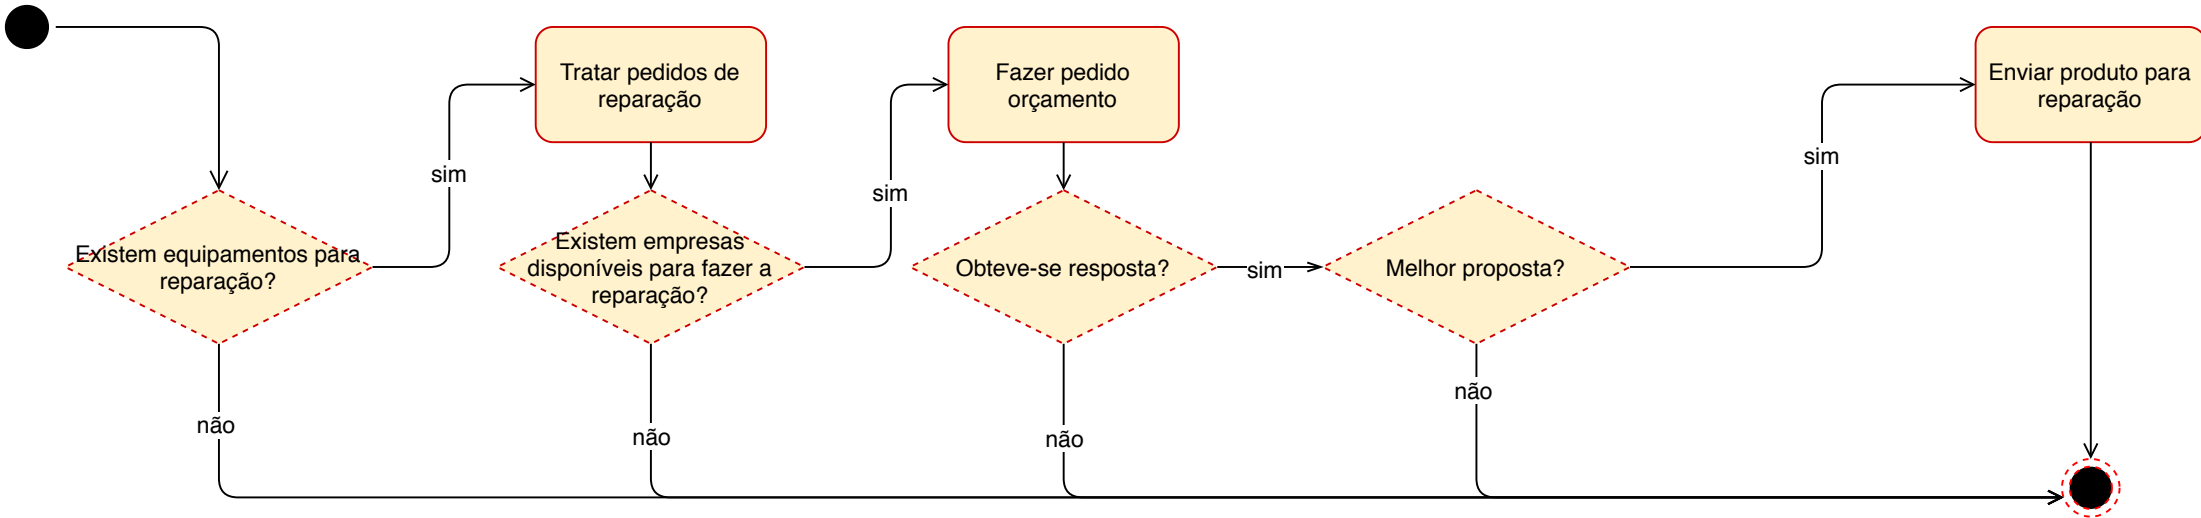 Tratar pedidos de
reparação
Fazer pedido
orçamento
Enviar produto para
reparação
sim
sim
sim
Existem equipamentos para
reparação?
Existem empresas
disponíveis para fazer a
reparação?
Obteve-se resposta?
sim
Melhor proposta?
não
não
não
não